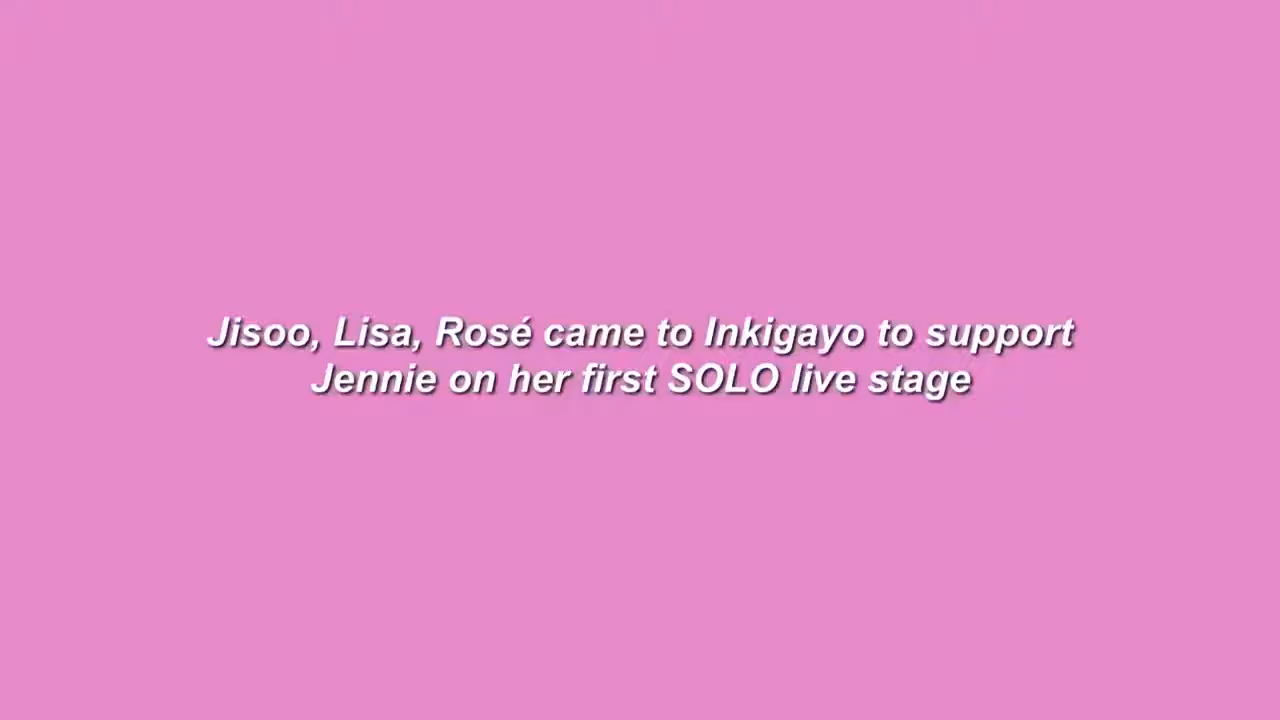 Jisoo, Lisa, Rosé came to Inkigayo to support
Jennie on her first SOLO live stage